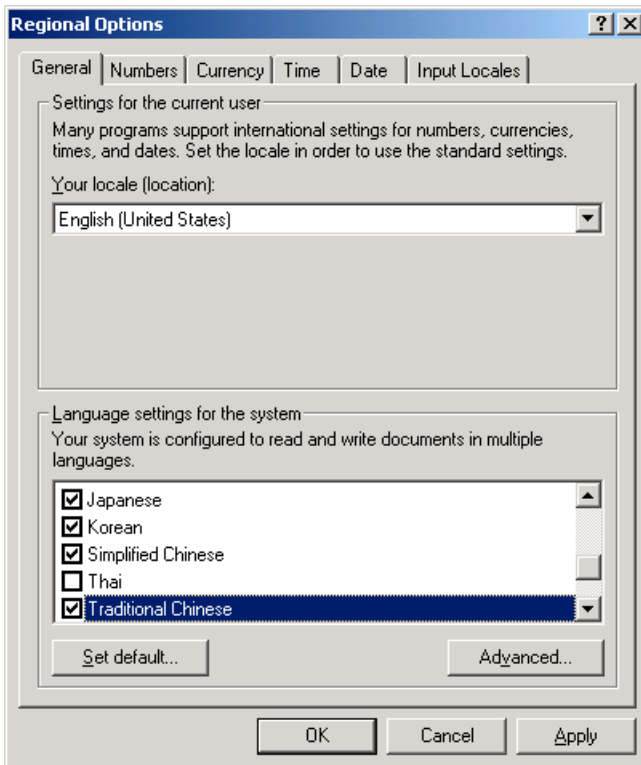 Regional Options
General Numbers Currency Time Date Input Locales
Settings for the current user
Many programs support international settings for numbers, currencies,
times, and dates. Set the locale in order to use the standard settings.
Your locale (location):
English (United States)
Language settings for the system
Your system is configured to read and write documents in multiple
languages.
Japanese
Korean
Simplified Chinese
Thai
Traditional Chinese
Set default... Advanced...
OK Cancel Apply